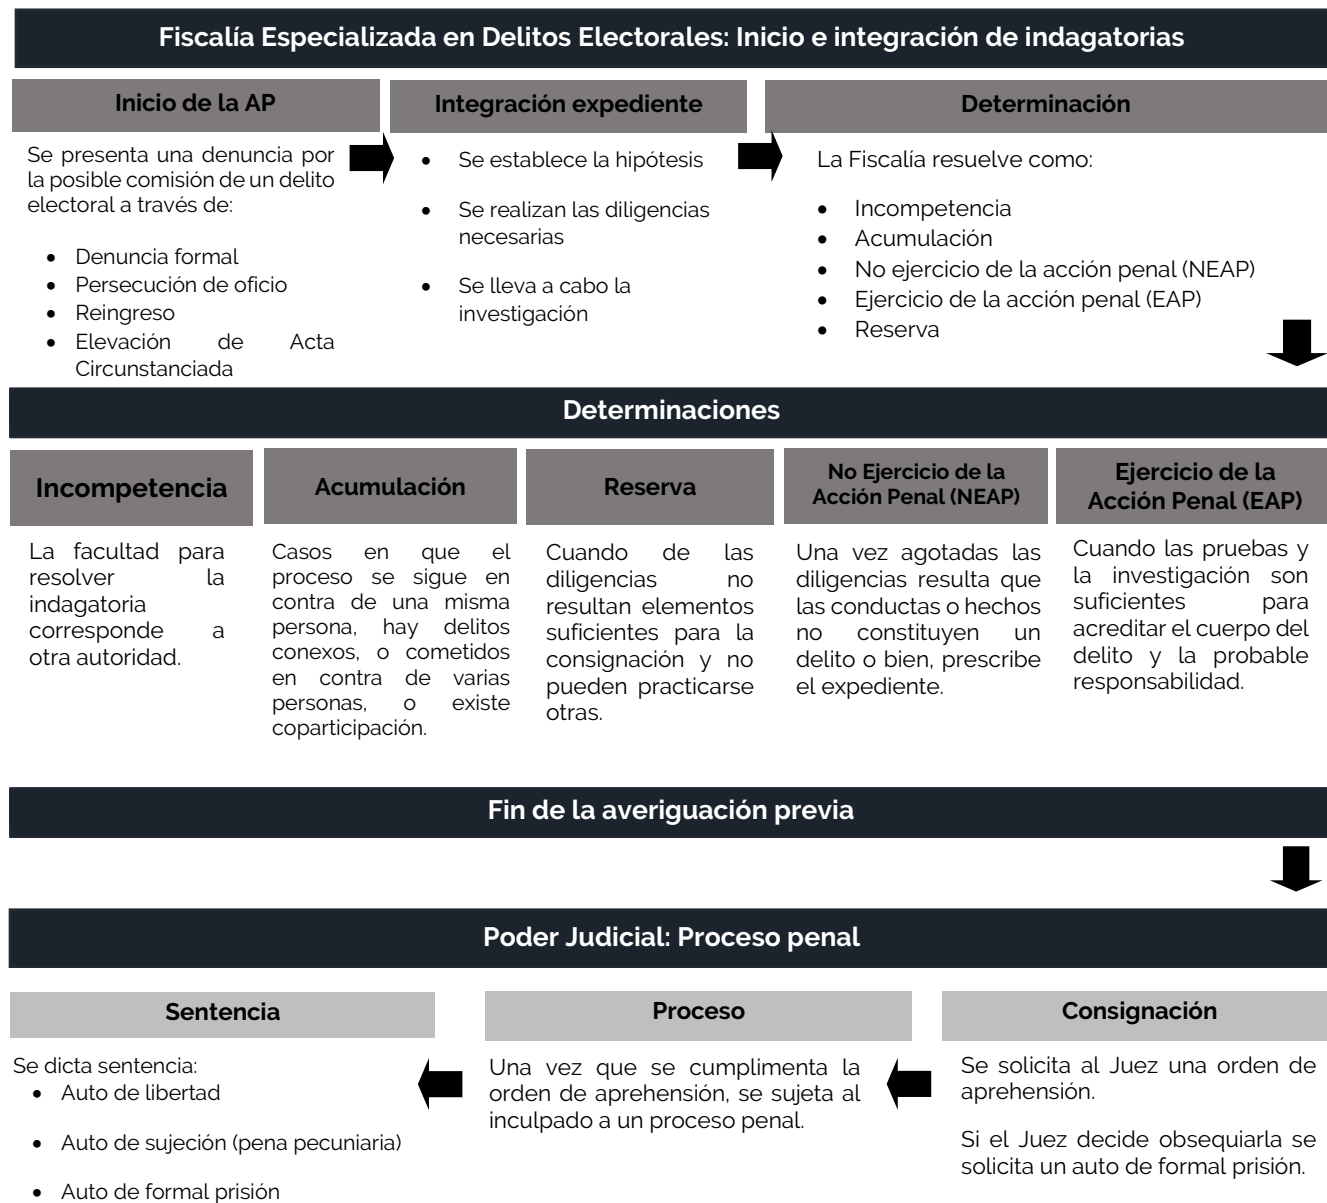 Fiscalía Especializada en Delitos Electorales: Inicio e integración de indagatorias
Inicio de la AP
Se presenta una denuncia por
la posible comisión de un delito
electoral a través de:
• Denuncia formal
• Persecución de oficio
• Reingreso
• Elevación de Acta
Circunstanciada
Integración expediente
• Se establece la hipótesis
• Se realizan las diligencias
necesarias
• Se lleva a cabo la
investigación
Determinación
La Fiscalía resuelve como:
• Incompetencia
• Acumulación
• No ejercicio de la acción penal (NEAP)
• Ejercicio de la acción penal (EAP)
• Reserva
Determinaciones
Incompetencia
La facultad para
resolver la
indagatoria
corresponde a
otra autoridad.
Acumulación
Casos en que el
proceso se sigue en
contra de una misma
persona, hay delitos
conexos, o cometidos
en contra de varias
personas, o existe
coparticipación.
Reserva
Cuando de las
diligencias no
resultan elementos
suficientes para la
consignación y no
pueden practicarse
otras.
No Ejercicio de la
Acción Penal (NEAP)
Una vez agotadas las
diligencias resulta que
las conductas o hechos
no constituyen un
delito o bien, prescribe
el expediente.
Ejercicio de la
Acción Penal (EAP)
Cuando las pruebas y
la investigación son
suficientes para
acreditar el cuerpo del
delito y la probable
responsabilidad.
Fin de la averiguación previa
Poder Judicial: Proceso penal
Sentencia
Se dicta sentencia:
• Auto de libertad
• Auto de sujeción (pena pecuniaria)
• Auto de formal prisión
Proceso
Una vez que se cumplimenta la
orden de aprehensión, se sujeta al
inculpado a un proceso penal.
Consignación
Se solicita al Juez una orden de
aprehensión.
Si el Juez decide obsequiarla se
solicita un auto de formal prisión.